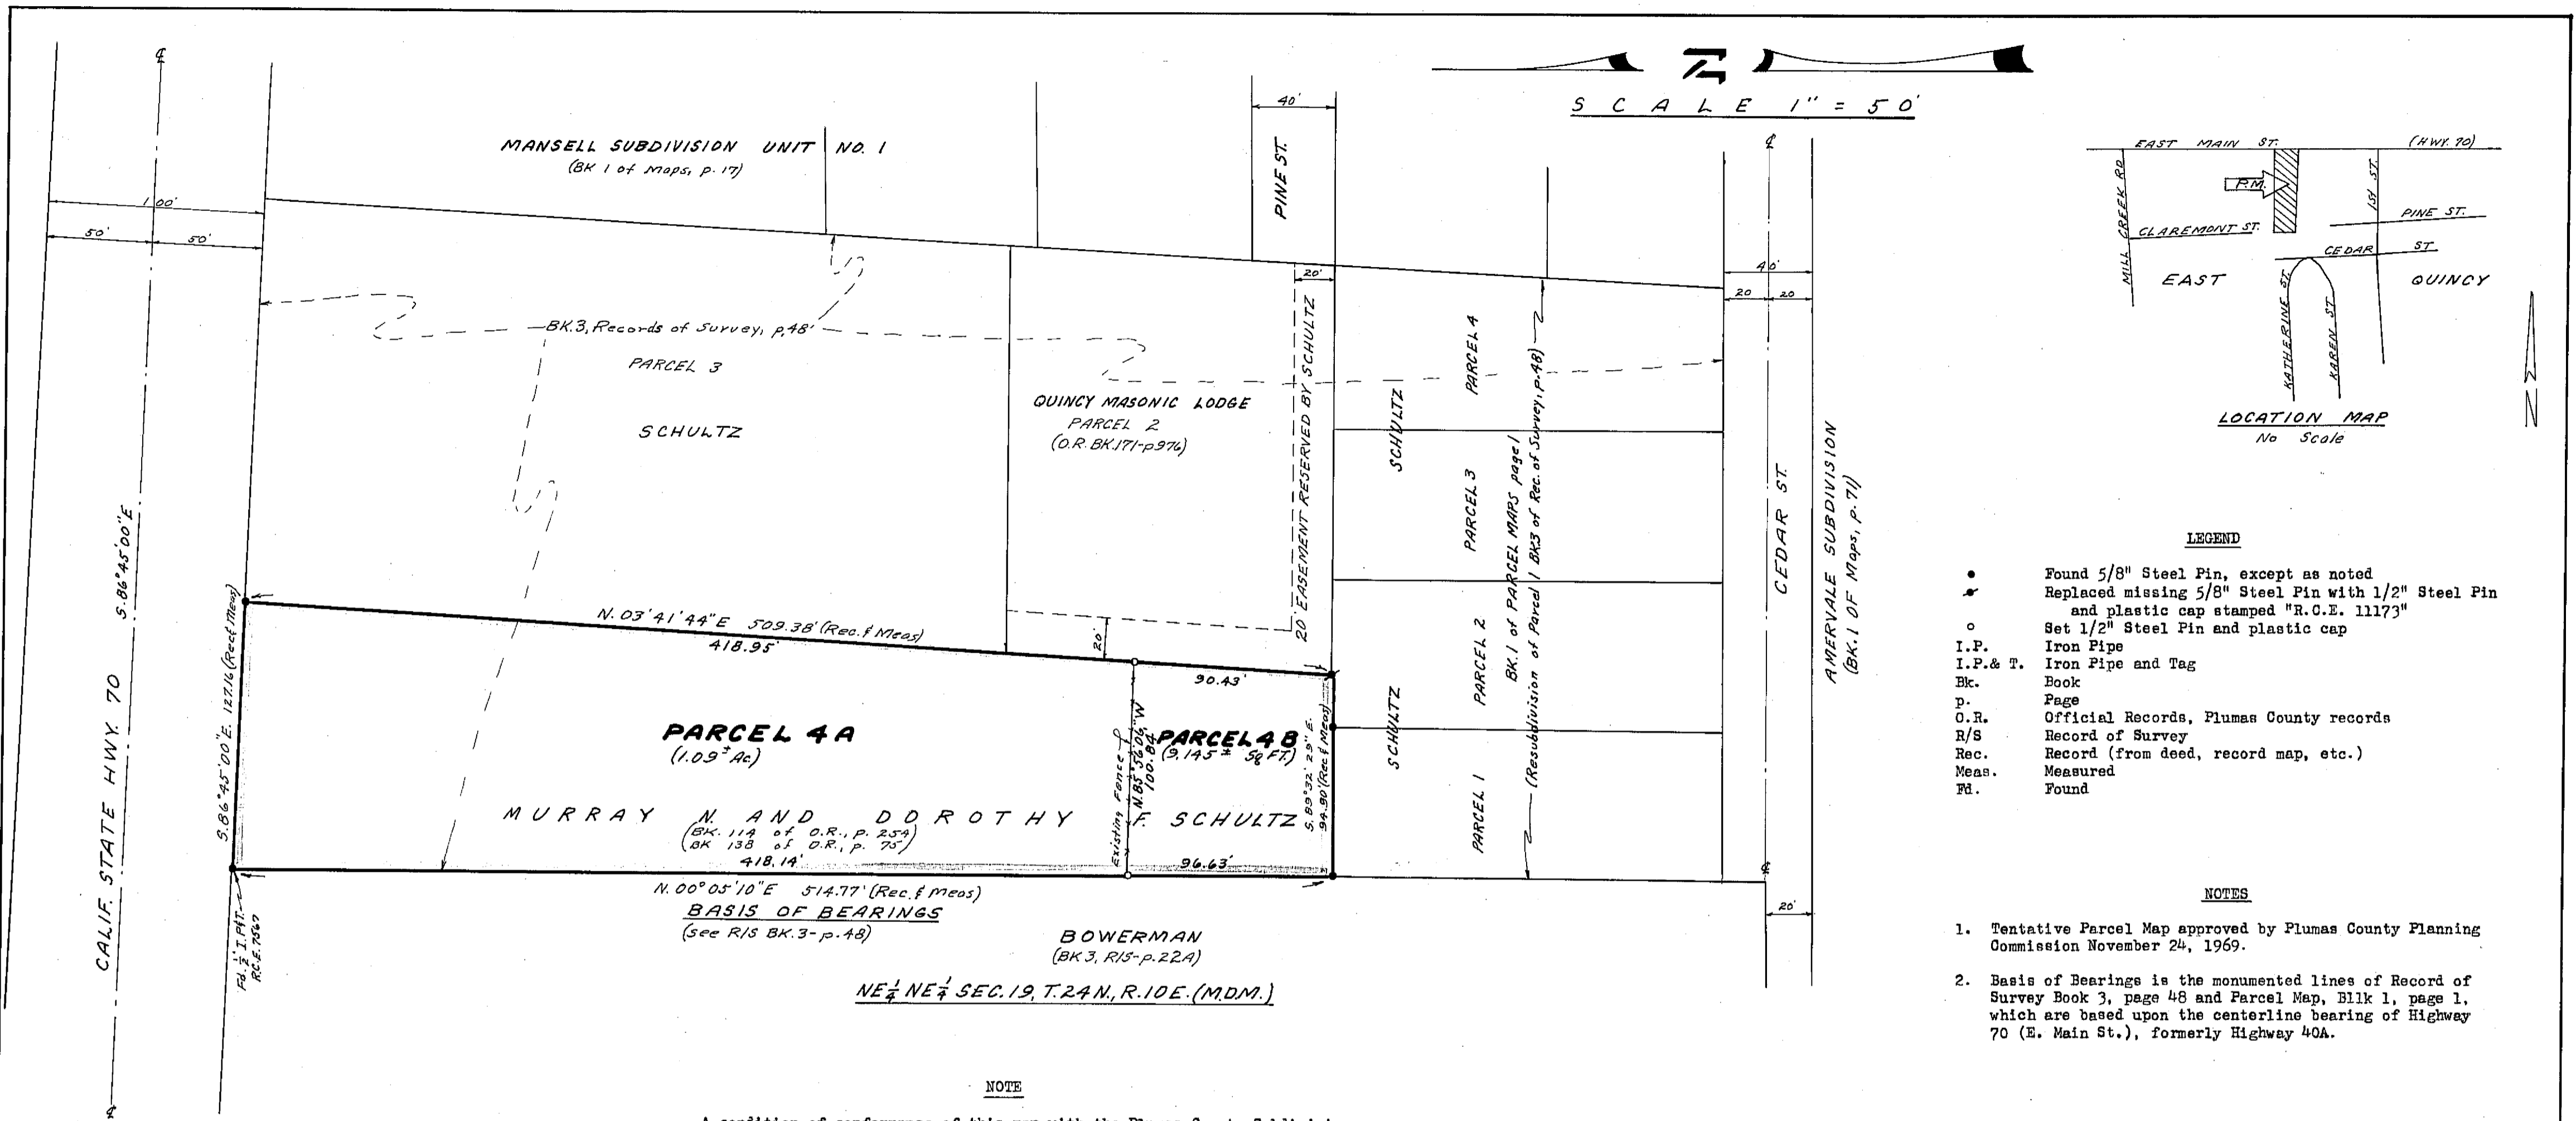 N
SCALE 1" = 50'
MANSELL SUBDIVISION UNIT NO. 1
(BK 1 of Maps, p. 17)
40'
PINE ST.
100'
50'
50'
20'
40'
20
20
BK.3, Records of Survey, p.48'
PARCEL 3
SCHULTZ
QUINCY MASONIC LODGE
PARCEL 2
(O.R. BK.171-p976)
20' EASEMENT RESERVED BY SCHULTZ
SCHULTZ
SCHULTZ
PARCEL 4
PARCEL 3
PARCEL 2
PARCEL 1
BK.1 of PARCEL MAPS page 1
(Resubdivision of Parcel 1 BK3 of Rec. of Survey, p.48)
CEDAR ST.
AMERVALE SUBDIVISION
(BK.1 OF Maps, p.71)
20'
CALIF. STATE HWY. 70 S.86°45'00"E
S.86°45'00"E. 127.16 (Rec & Meas)
N. 03°41'44"E 509.38' (Rec. & Meas)
418.95'
20'
90.43'
PARCEL 4A
(1.09± Ac)
Existing Fence
N.85°56'06"W
100.84'
PARCEL 4B
(9,145± Sq FT.)
S.89°32'29"E.
94.90' (Rec & Meas)
MURRAY N. AND DOROTHY F. SCHULTZ
(BK. 114 of O.R., p. 254)
(BK 138 of O.R., p. 75)
418.14'
96.63'
N. 00°05'10"E 514.77' (Rec. & Meas)
BASIS OF BEARINGS
(see R/S BK.3-p.48)
Fd. ½" I.P.&T.
R.C.E. 7567
BOWERMAN
(BK 3, R/S-p.22A)
NE¼ NE¼ SEC. 19, T.24N., R.10E. (M.D.M.)
EAST MAIN ST. (HWY. 70)
MILL CREEK RD
P.M.
1ST ST.
PINE ST.
CLAREMONT ST.
CEDAR ST
EAST QUINCY
KATHERINE ST.
KAREN ST
N
LOCATION MAP
No Scale
LEGEND
Found 5/8" Steel Pin, except as noted
Replaced missing 5/8" Steel Pin with 1/2" Steel Pin
and plastic cap stamped "R.C.E. 11173"
Set 1/2" Steel Pin and plastic cap
I.P. Iron Pipe
I.P.& T. Iron Pipe and Tag
Bk. Book
p. Page
O.R. Official Records, Plumas County records
R/S Record of Survey
Rec. Record (from deed, record map, etc.)
Meas. Measured
Fd. Found
NOTES
1. Tentative Parcel Map approved by Plumas County Planning
Commission November 24, 1969.
2. Basis of Bearings is the monumented lines of Record of
Survey Book 3, page 48 and Parcel Map, Bllk 1, page 1,
which are based upon the centerline bearing of Highway
70 (E. Main St.), formerly Highway 40A.
NOTE